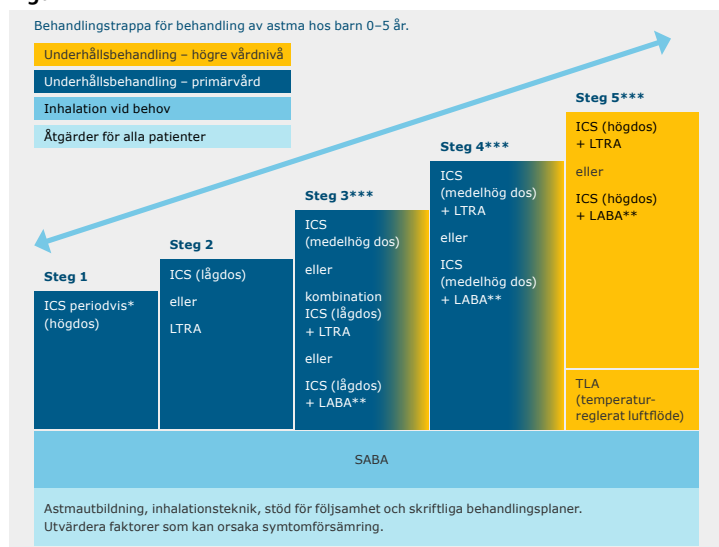 Behandlingstrappa för behandling av astma hos barn 0–5 år.
Underhållsbehandling – högre vårdnivå
Underhållsbehandling – primärvård
Inhalation vid behov
Åtgärder för alla patienter
Steg 1
ICS periodvis*
(högdos)
Steg 2
ICS (lågdos)
eller
LTRA
Steg 3***
ICS
(medelhög dos)
eller
kombination
ICS (lågdos)
+ LTRA
eller
ICS (lågdos)
+ LABA**
Steg 4***
ICS
(medelhög dos)
+ LTRA
eller
ICS
(medelhög dos)
+ LABA**
Steg 5***
ICS (högdos)
+ LTRA
eller
ICS (högdos)
+ LABA**
TLA
(temperatur-
reglerat luftflöde)
SABA
Astmautbildning, inhalationsteknik, stöd för följsamhet och skriftliga behandlingsplaner.
Utvärdera faktorer som kan orsaka symtomförsämring.